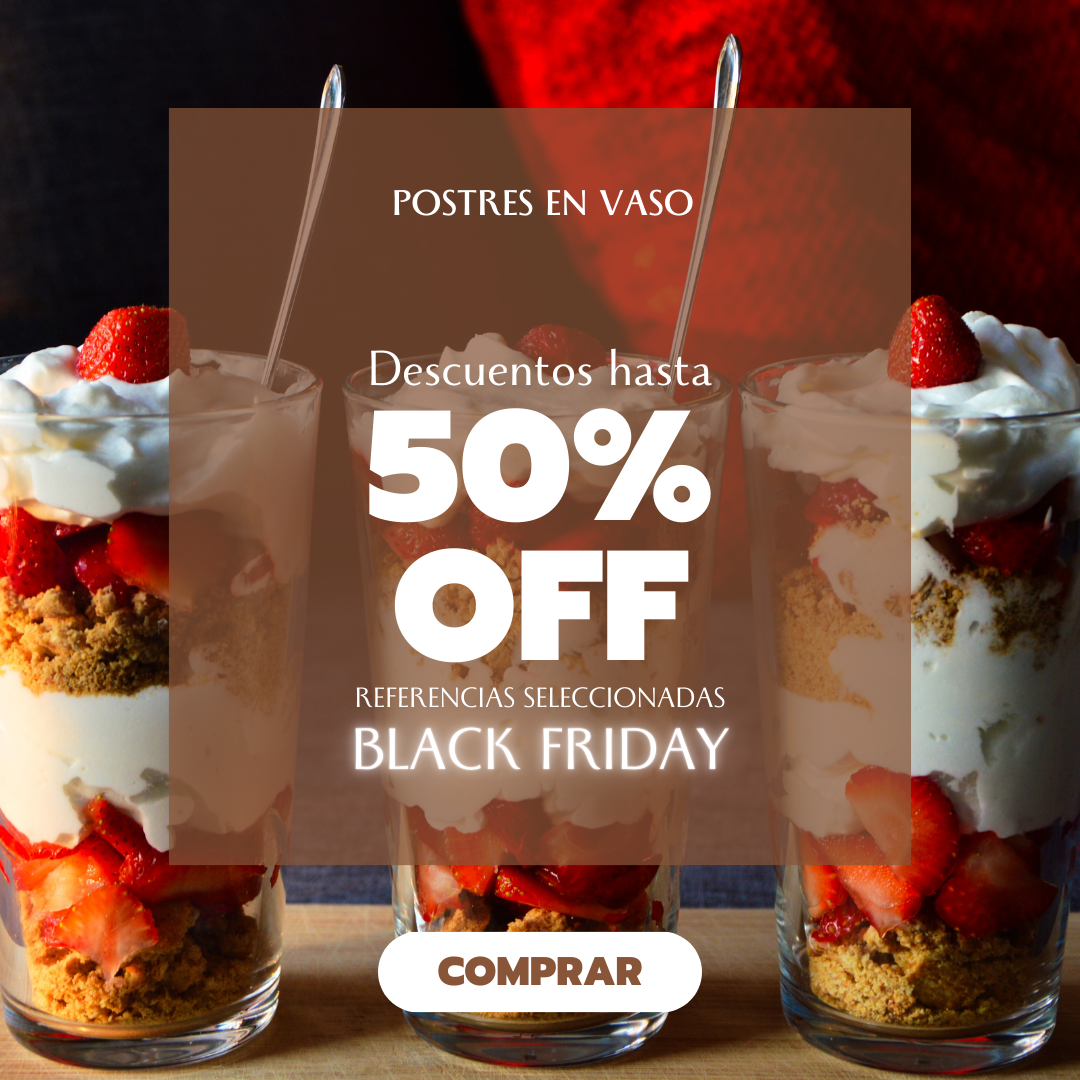 POSTRES EN VASO
Descuentos hasta
50%
OFF
REFERENCIAS SELECCIONADAS
BLACK FRIDAY
COMPRAR